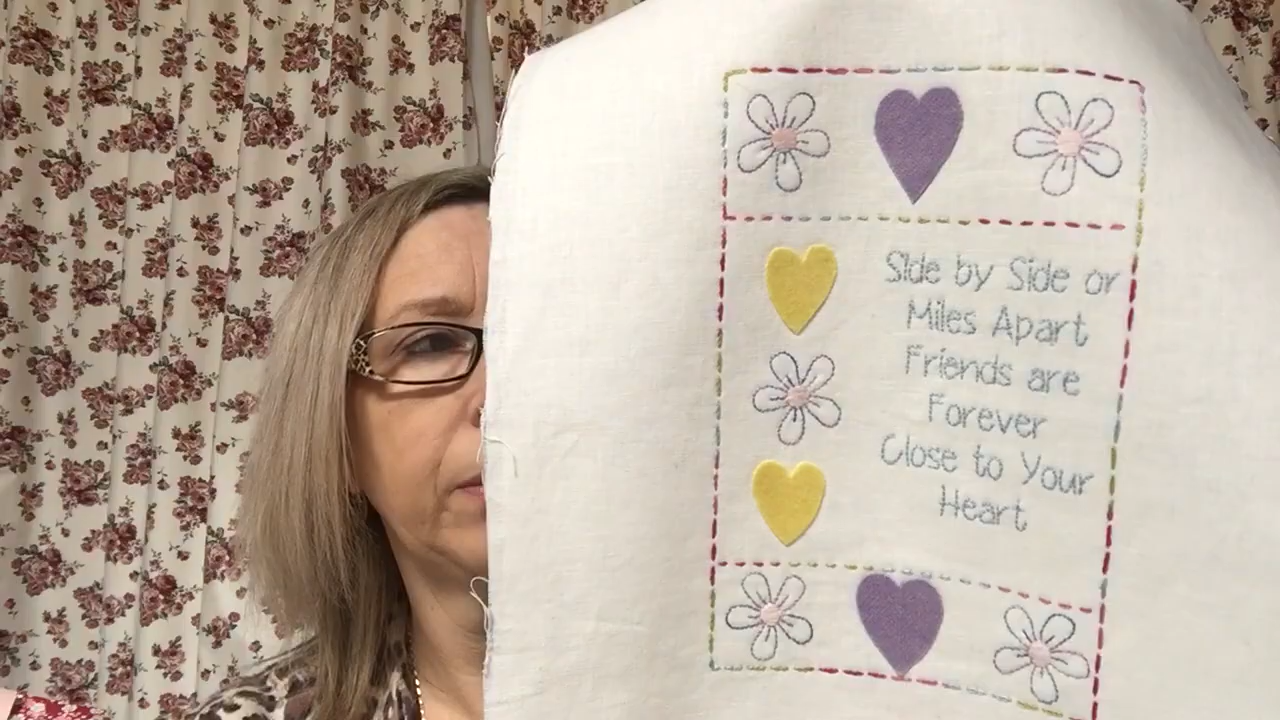 Side by Side or
Miles Apart
Friends are
Forever
Close to Your
Heart